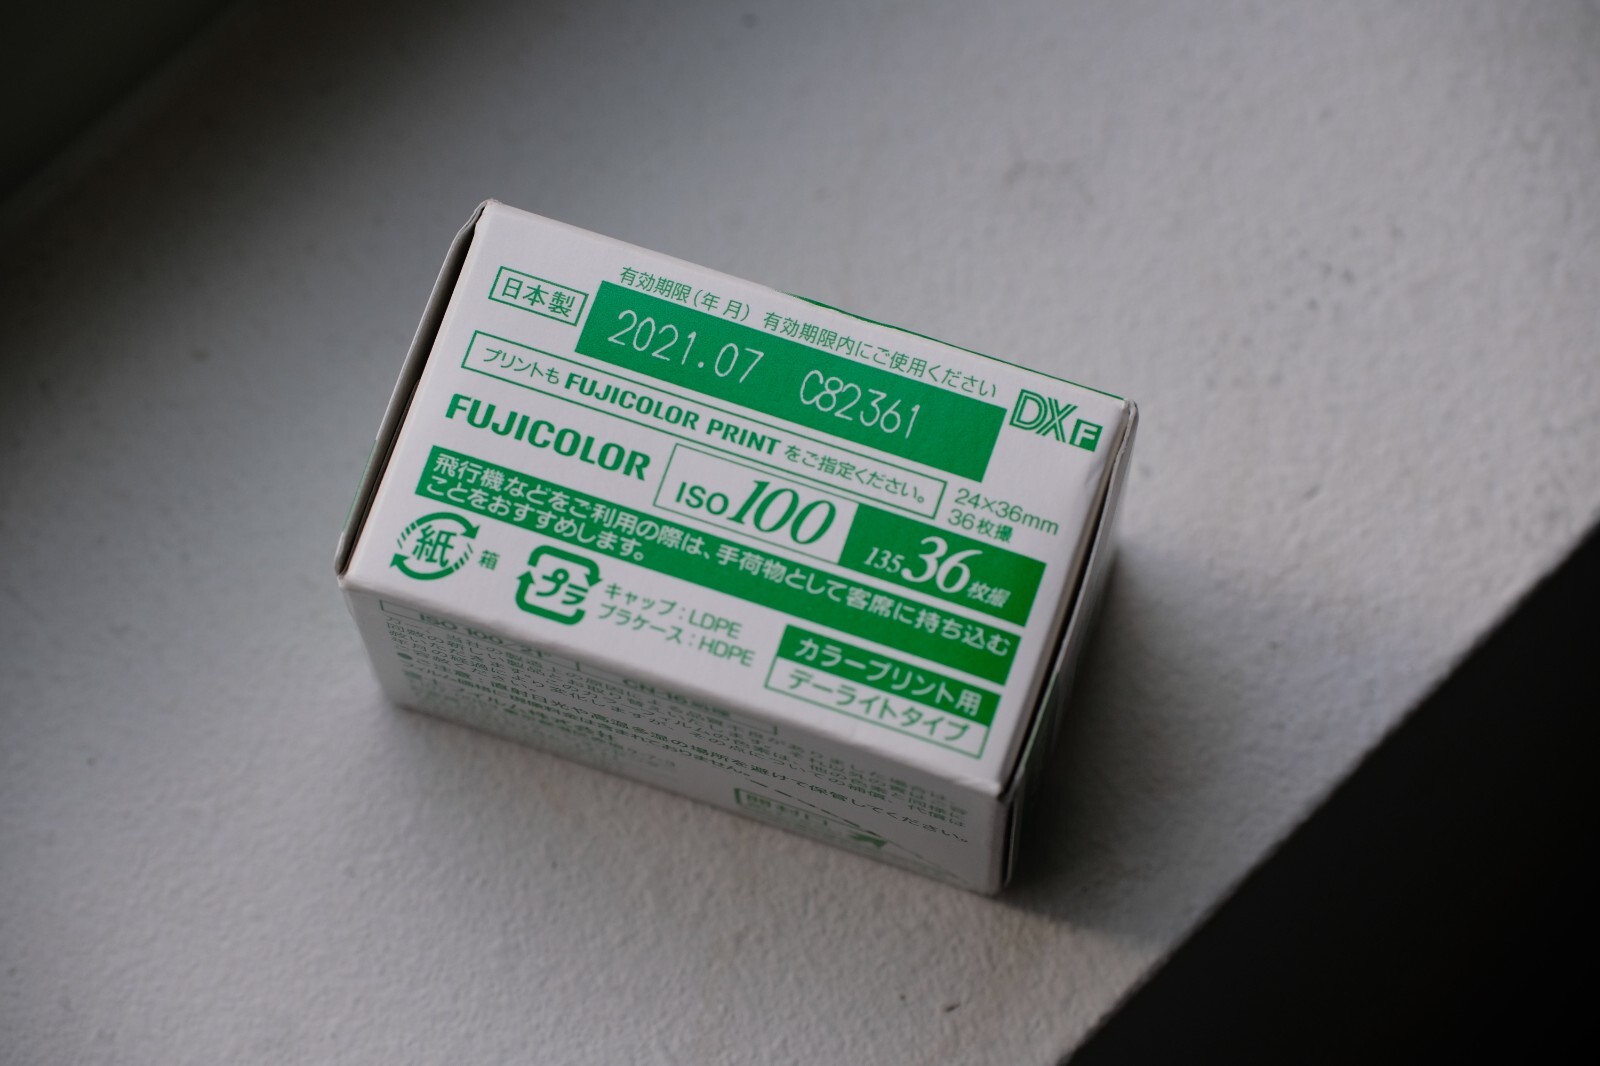 日本製
有効期限(年月) 有効期限内にご使用ください
2021.07 C82361
DX F
プリントも FUJICOLOR PRINT をご指定ください。
FUJICOLOR
ISO 100
24×36mm
36枚撮
135 36枚撮
飛行機などをご利用の際は、手荷物として客席に持ち込む
ことをおすすめします。
紙 箱
プラ
キャップ:LDPE
プラケース:HDPE
カラープリント用
デーライトタイプ
ISO 100
CN-16